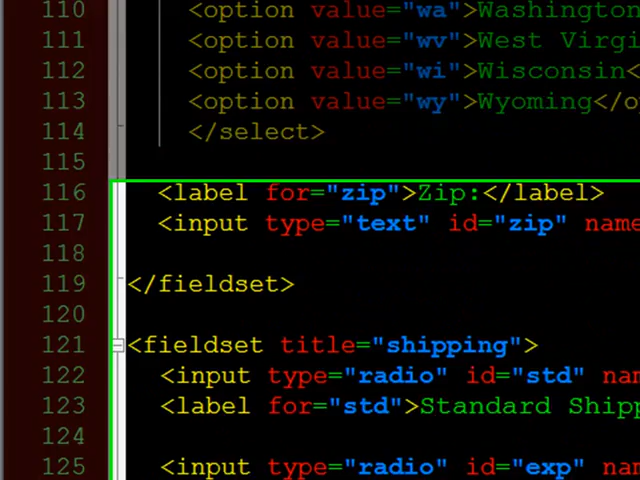 110 <option value="wa">Washington
111 <option value="wv">West Virgi
112 <option value="wi">Wisconsin<
113 <option value="wy">Wyoming</o
114 </select>
115
116 <label for="zip">Zip:</label>
117 <input type="text" id="zip" name
118
119 </fieldset>
120
121 <fieldset title="shipping">
122 <input type="radio" id="std" nam
123 <label for="std">Standard Shipp
124
125 <input type="radio" id="exp" nam